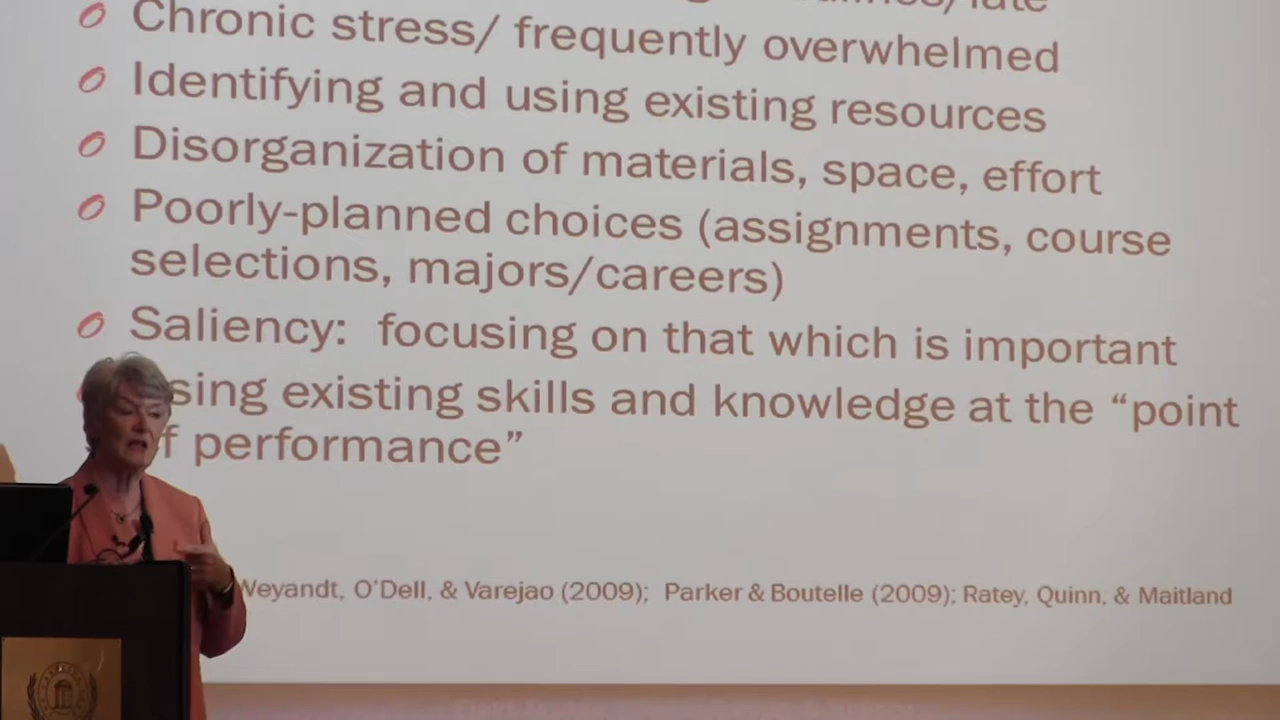 Chronic stress/ frequently overwhelmed
Identifying and using existing resources
Disorganization of materials, space, effort
Poorly-planned choices (assignments, course
selections, majors/careers)
Saliency:  focusing on that which is important
existing skills and knowledge at the “point
performance”
Weyandt, O’Dell, & Varejao (2009);  Parker & Boutelle (2009); Ratey, Quinn, & Maitland